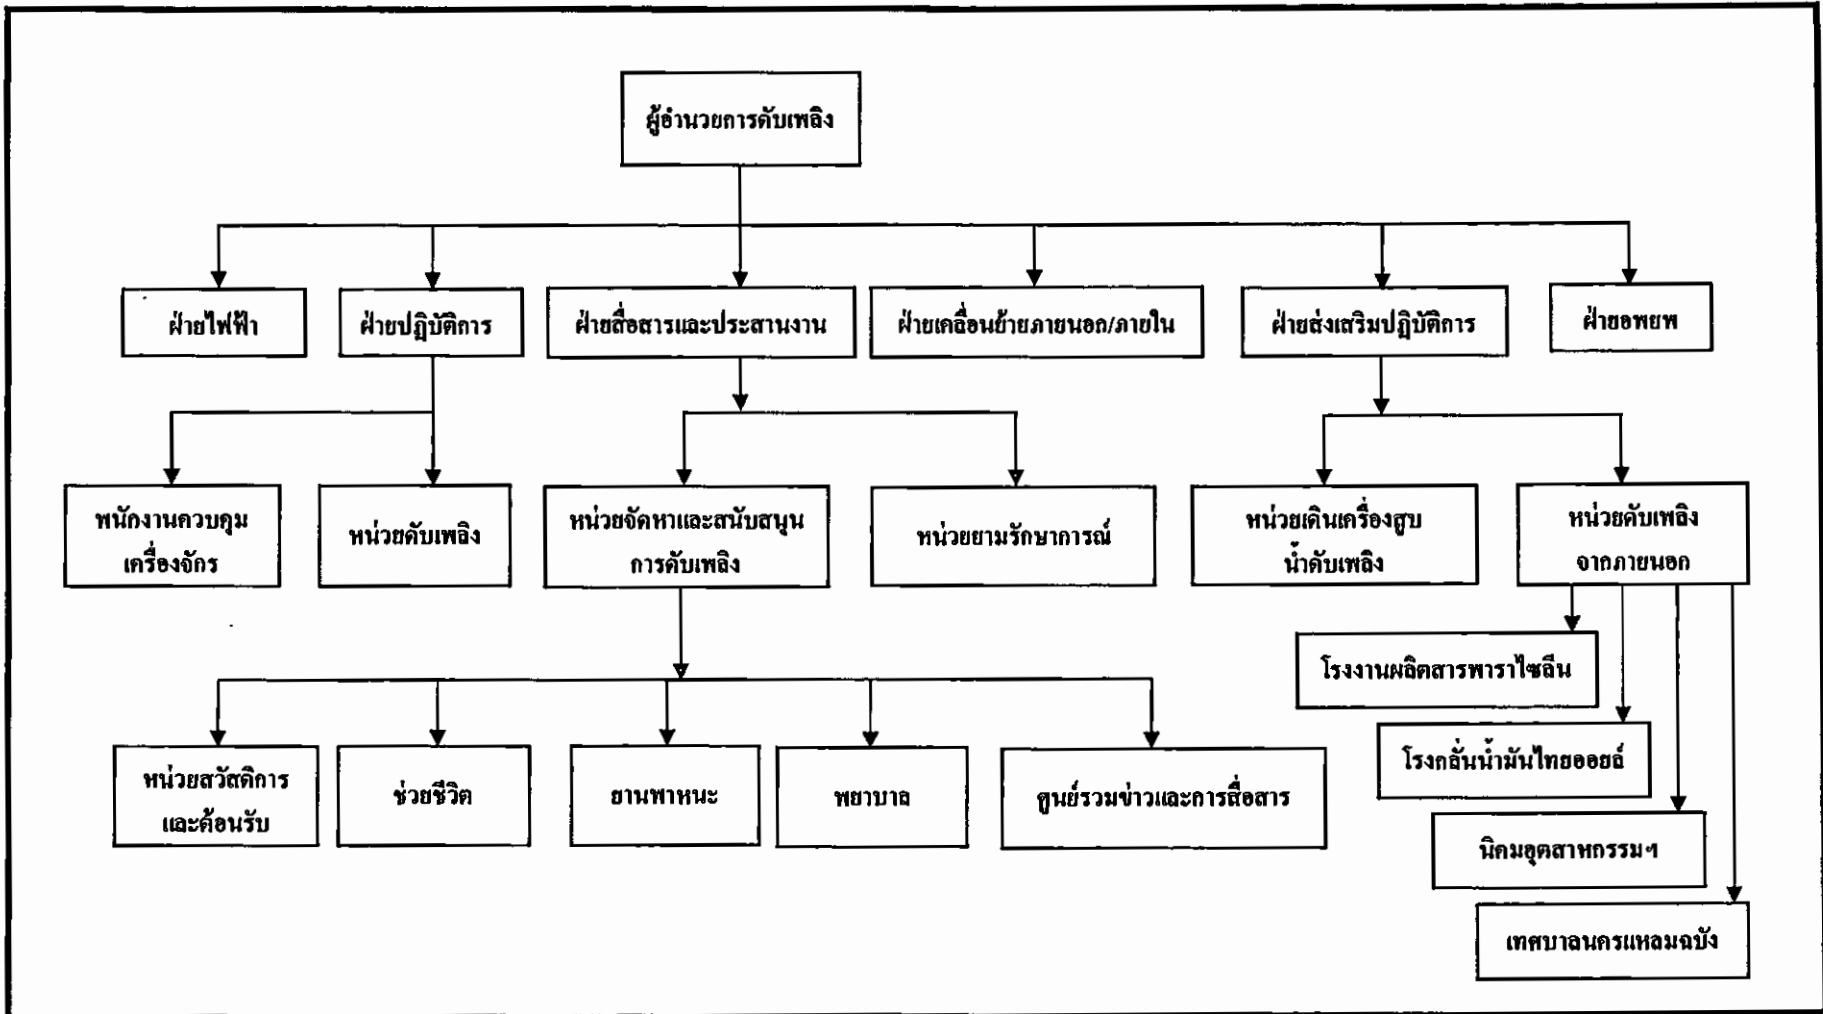 ผู้อำนวยการดับเพลิง
ฝ่ายไฟฟ้า
ฝ่ายปฏิบัติการ
ฝ่ายสื่อสารและประสานงาน
ฝ่ายเคลื่อนย้ายภายนอก/ภายใน
ฝ่ายส่งเสริมปฏิบัติการ
ฝ่ายอพยพ
พนักงานควบคุม
เครื่องจักร
หน่วยดับเพลิง
หน่วยจัดหาและสนับสนุน
การดับเพลิง
หน่วยยามรักษาการณ์
หน่วยเดินเครื่องสูบ
น้ำดับเพลิง
หน่วยดับเพลิง
จากภายนอก
โรงงานผลิตสารพาราไซลีน
โรงกลั่นน้ำมันไทยออยล์
นิคมอุตสาหกรรมฯ
เทศบาลนครแหลมฉบัง
หน่วยสวัสดิการ
และต้อนรับ
ช่วยชีวิต
ยานพาหนะ
พยาบาล
ศูนย์รวมข่าวและการสื่อสาร